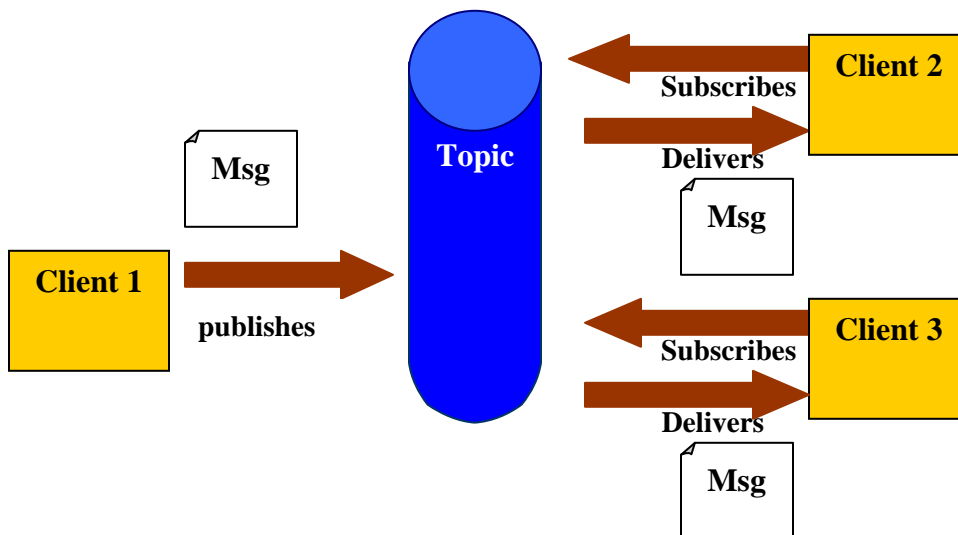 Client 1
Msg
publishes
Topic
Client 2
Subscribes
Delivers
Msg
Client 3
Subscribes
Delivers
Msg